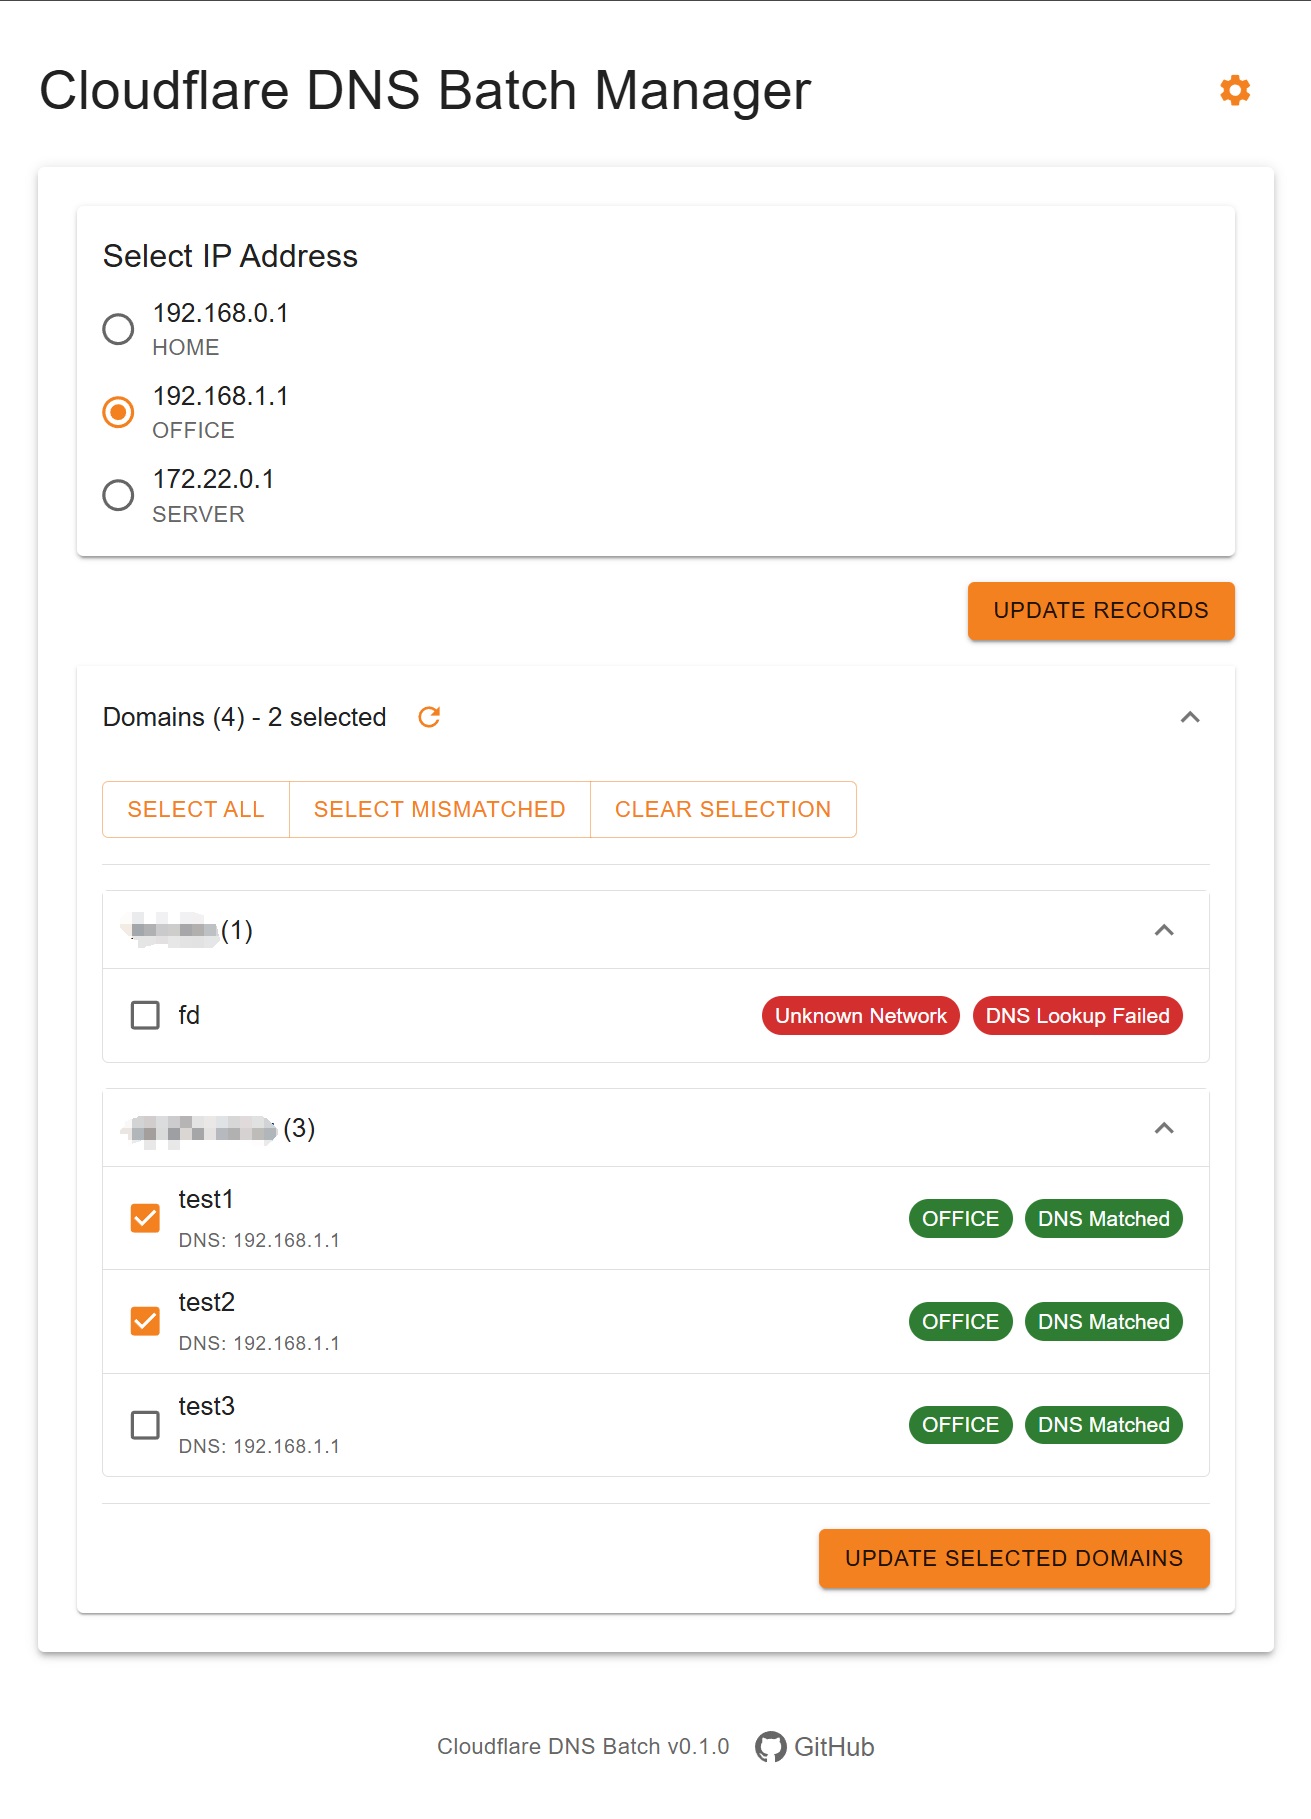 Cloudflare DNS Batch Manager
Select IP Address
192.168.0.1
HOME
192.168.1.1
OFFICE
172.22.0.1
SERVER
UPDATE RECORDS
Domains (4) - 2 selected
SELECT ALL
SELECT MISMATCHED
CLEAR SELECTION
(1)
fd
Unknown Network
DNS Lookup Failed
(3)
test1
DNS: 192.168.1.1
OFFICE
DNS Matched
test2
DNS: 192.168.1.1
OFFICE
DNS Matched
test3
DNS: 192.168.1.1
OFFICE
DNS Matched
UPDATE SELECTED DOMAINS
Cloudflare DNS Batch v0.1.0
GitHub